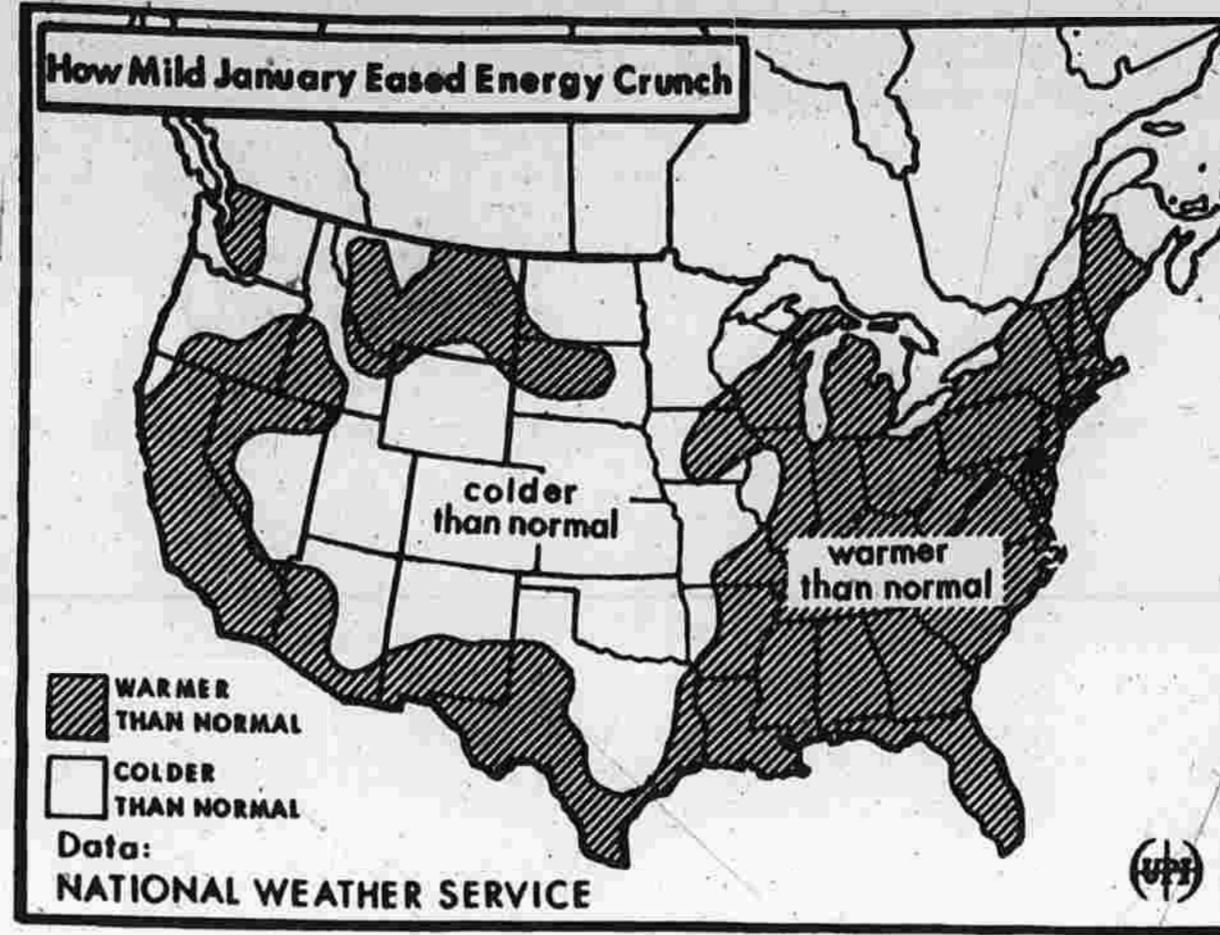 How Mild January Eased Energy Crunch
colder
than normal
warmer
than normal
WARMER
THAN NORMAL
COLDER
THAN NORMAL
Data:
NATIONAL WEATHER SERVICE
(UPI)